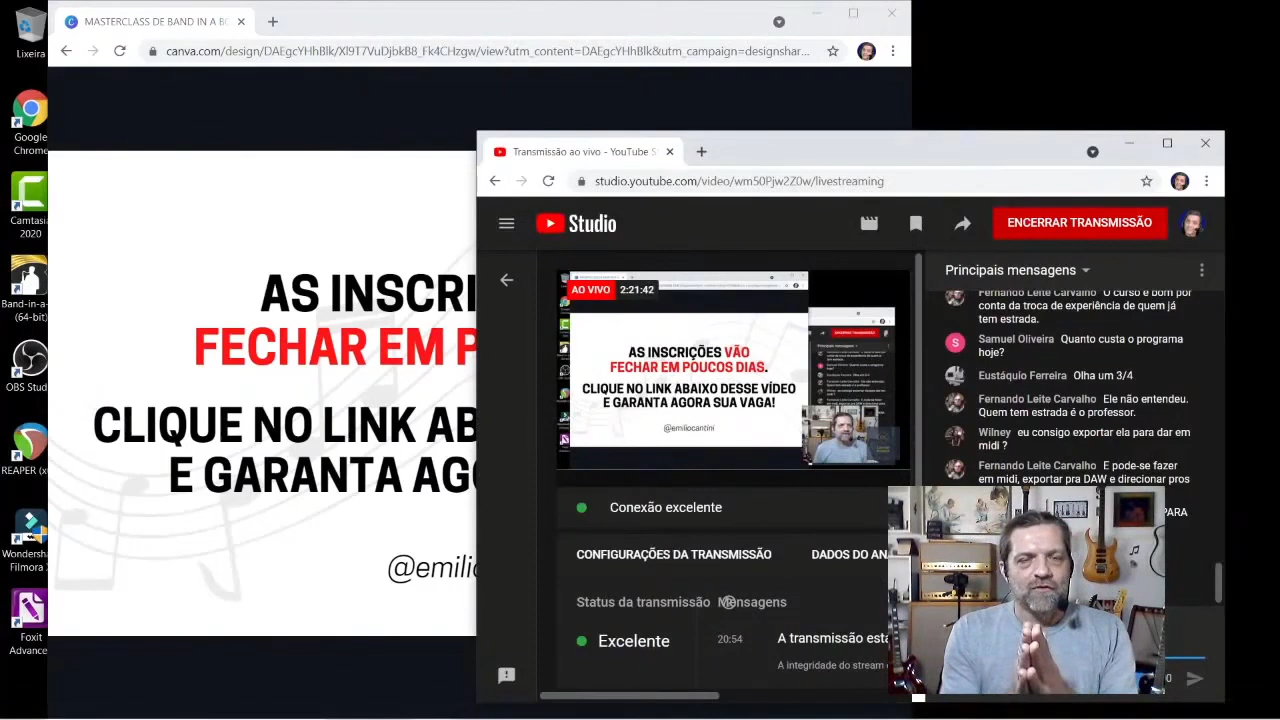 Lixeira
Google
Chrome
Camtasia
2020
Band-in-a
(64-bit)
OBS Stud
REAPER (x
Wondersha
Filmora
Foxit
Advance
MASTERCLASS DE BAND IN A BO
canva.com/design/DAEgcYHhBlk/Xl9T7VuDjbkB8_Fk4CHzgw/view?utm_content=DAEgcYHhBlk&utm_campaign=designshar...
AS INSCRI
FECHAR EM P
CLIQUE NO LINK AB
E GARANTA AGO
@emilio
Transmissão ao vivo - YouTube S
studio.youtube.com/video/wm50Pjw2Z0w/livestreaming
Studio
ENCERRAR TRANSMISSÃO
AO VIVO 2:21:42
AS INSCRIÇÕES VÃO
FECHAR EM POUCOS DIAS.
CLIQUE NO LINK ABAIXO DESSE VÍDEO
E GARANTA AGORA SUA VAGA!
@emiliocantini
Conexão excelente
CONFIGURAÇÕES DA TRANSMISSÃO
DADOS DO AN
Status da transmissão
Mensagens
Excelente
20:54
A transmissão está
A integridade do stream
Principais mensagens
Fernando Leite Carvalho O curso é bom por
conta da troca de experiência de quem já
tem estrada.
S
Samuel Oliveira Quanto custa o programa
hoje?
Eustáquio Ferreira Olha um 3/4
Fernando Leite Carvalho Ele não entendeu.
Quem tem estrada é o professor.
Wilney eu consigo exportar ela para dar em
midi ?
Fernando Leite Carvalho E pode-se fazer
em midi, exportar pra DAW e direcionar pros
PARA